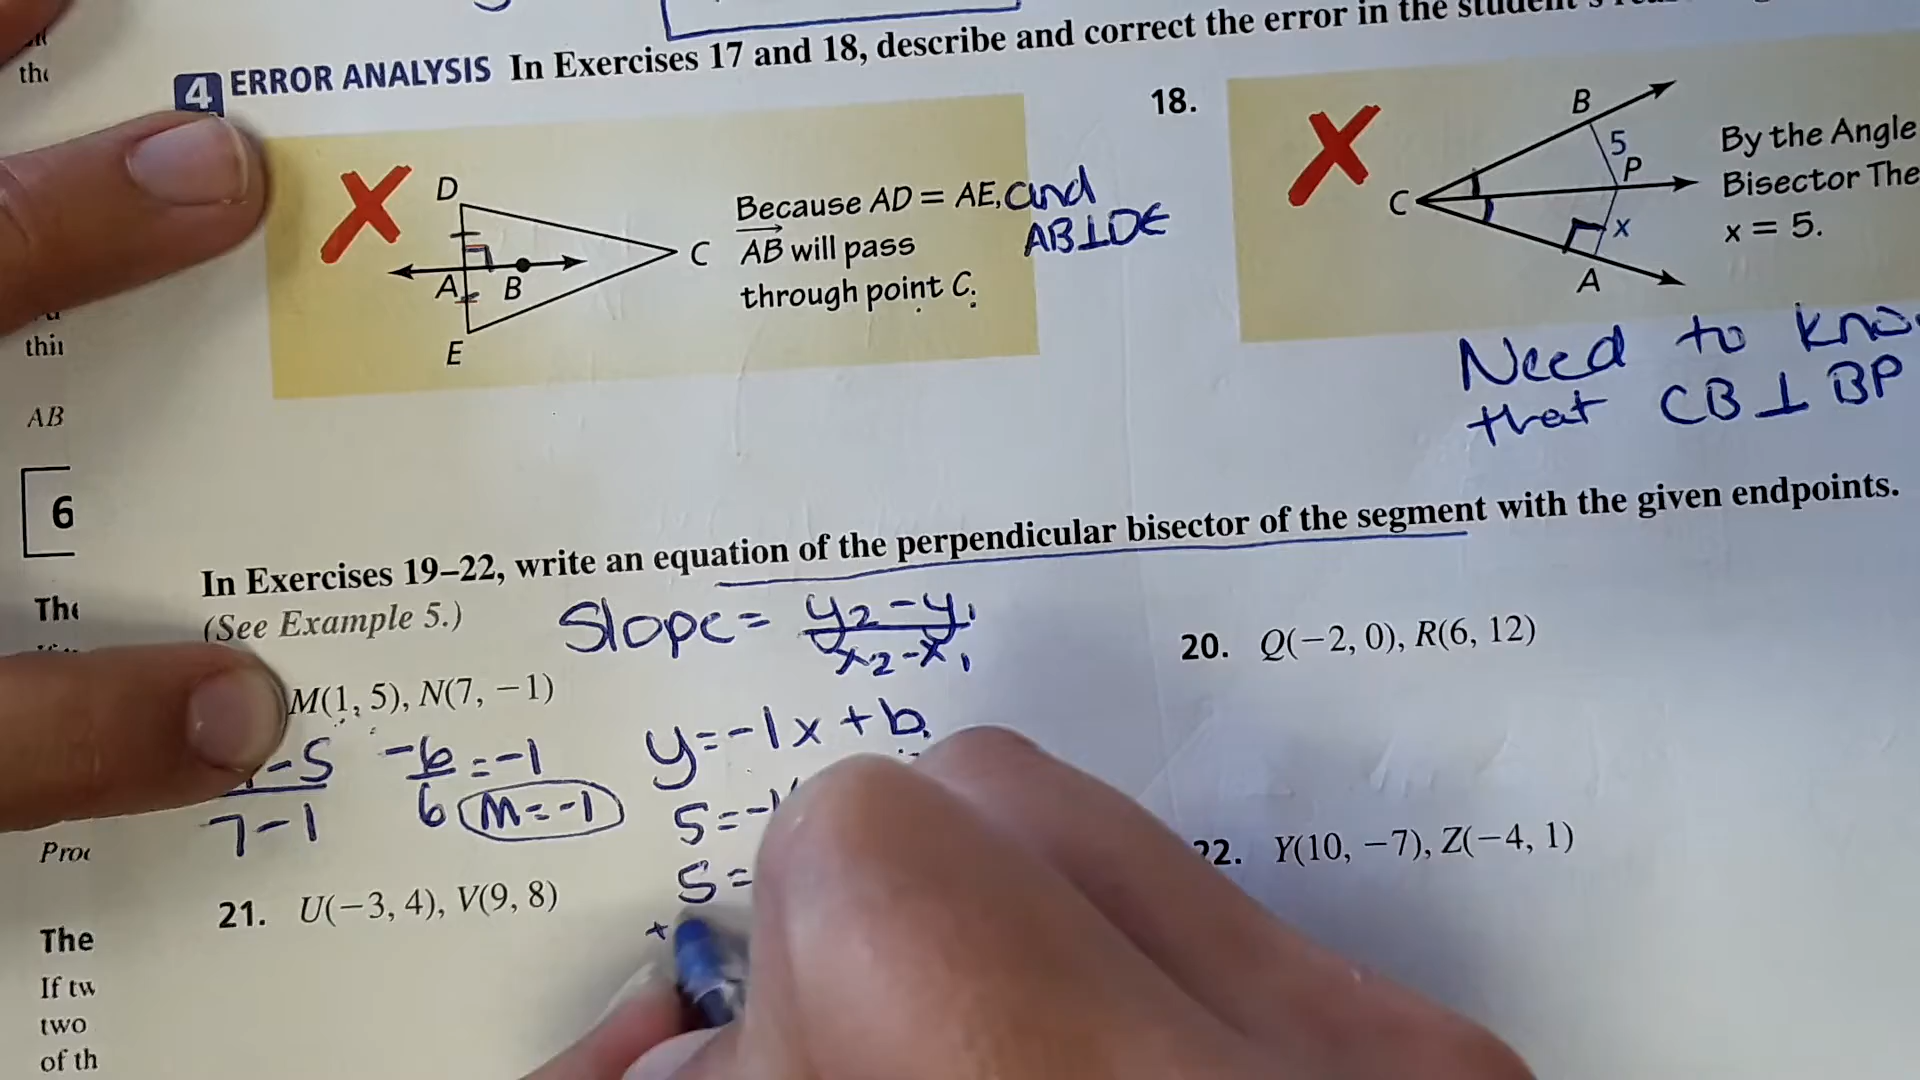 the
4 ERROR ANALYSIS In Exercises 17 and 18, describe and correct the error in the student's
D
A
B
C
E
Because AD = AE, and
AB⊥DE
AB will pass
through point C.
18.
B
5
P
C
x
A
By the Angle
Bisector The
x = 5.
Need to kno
that CB ⊥ BP
AB
6
In Exercises 19–22, write an equation of the perpendicular bisector of the segment with the given endpoints.
(See Example 5.)
Slope = y2-y1
x2-x1
M(1, 5), N(7, −1)
-5
7-1
-6 = -1
6
m=-1
y=-1x+b
5=-1
5=
+
20. Q(−2, 0), R(6, 12)
21. U(−3, 4), V(9, 8)
22. Y(10, −7), Z(−4, 1)
The
If tw
two
of th